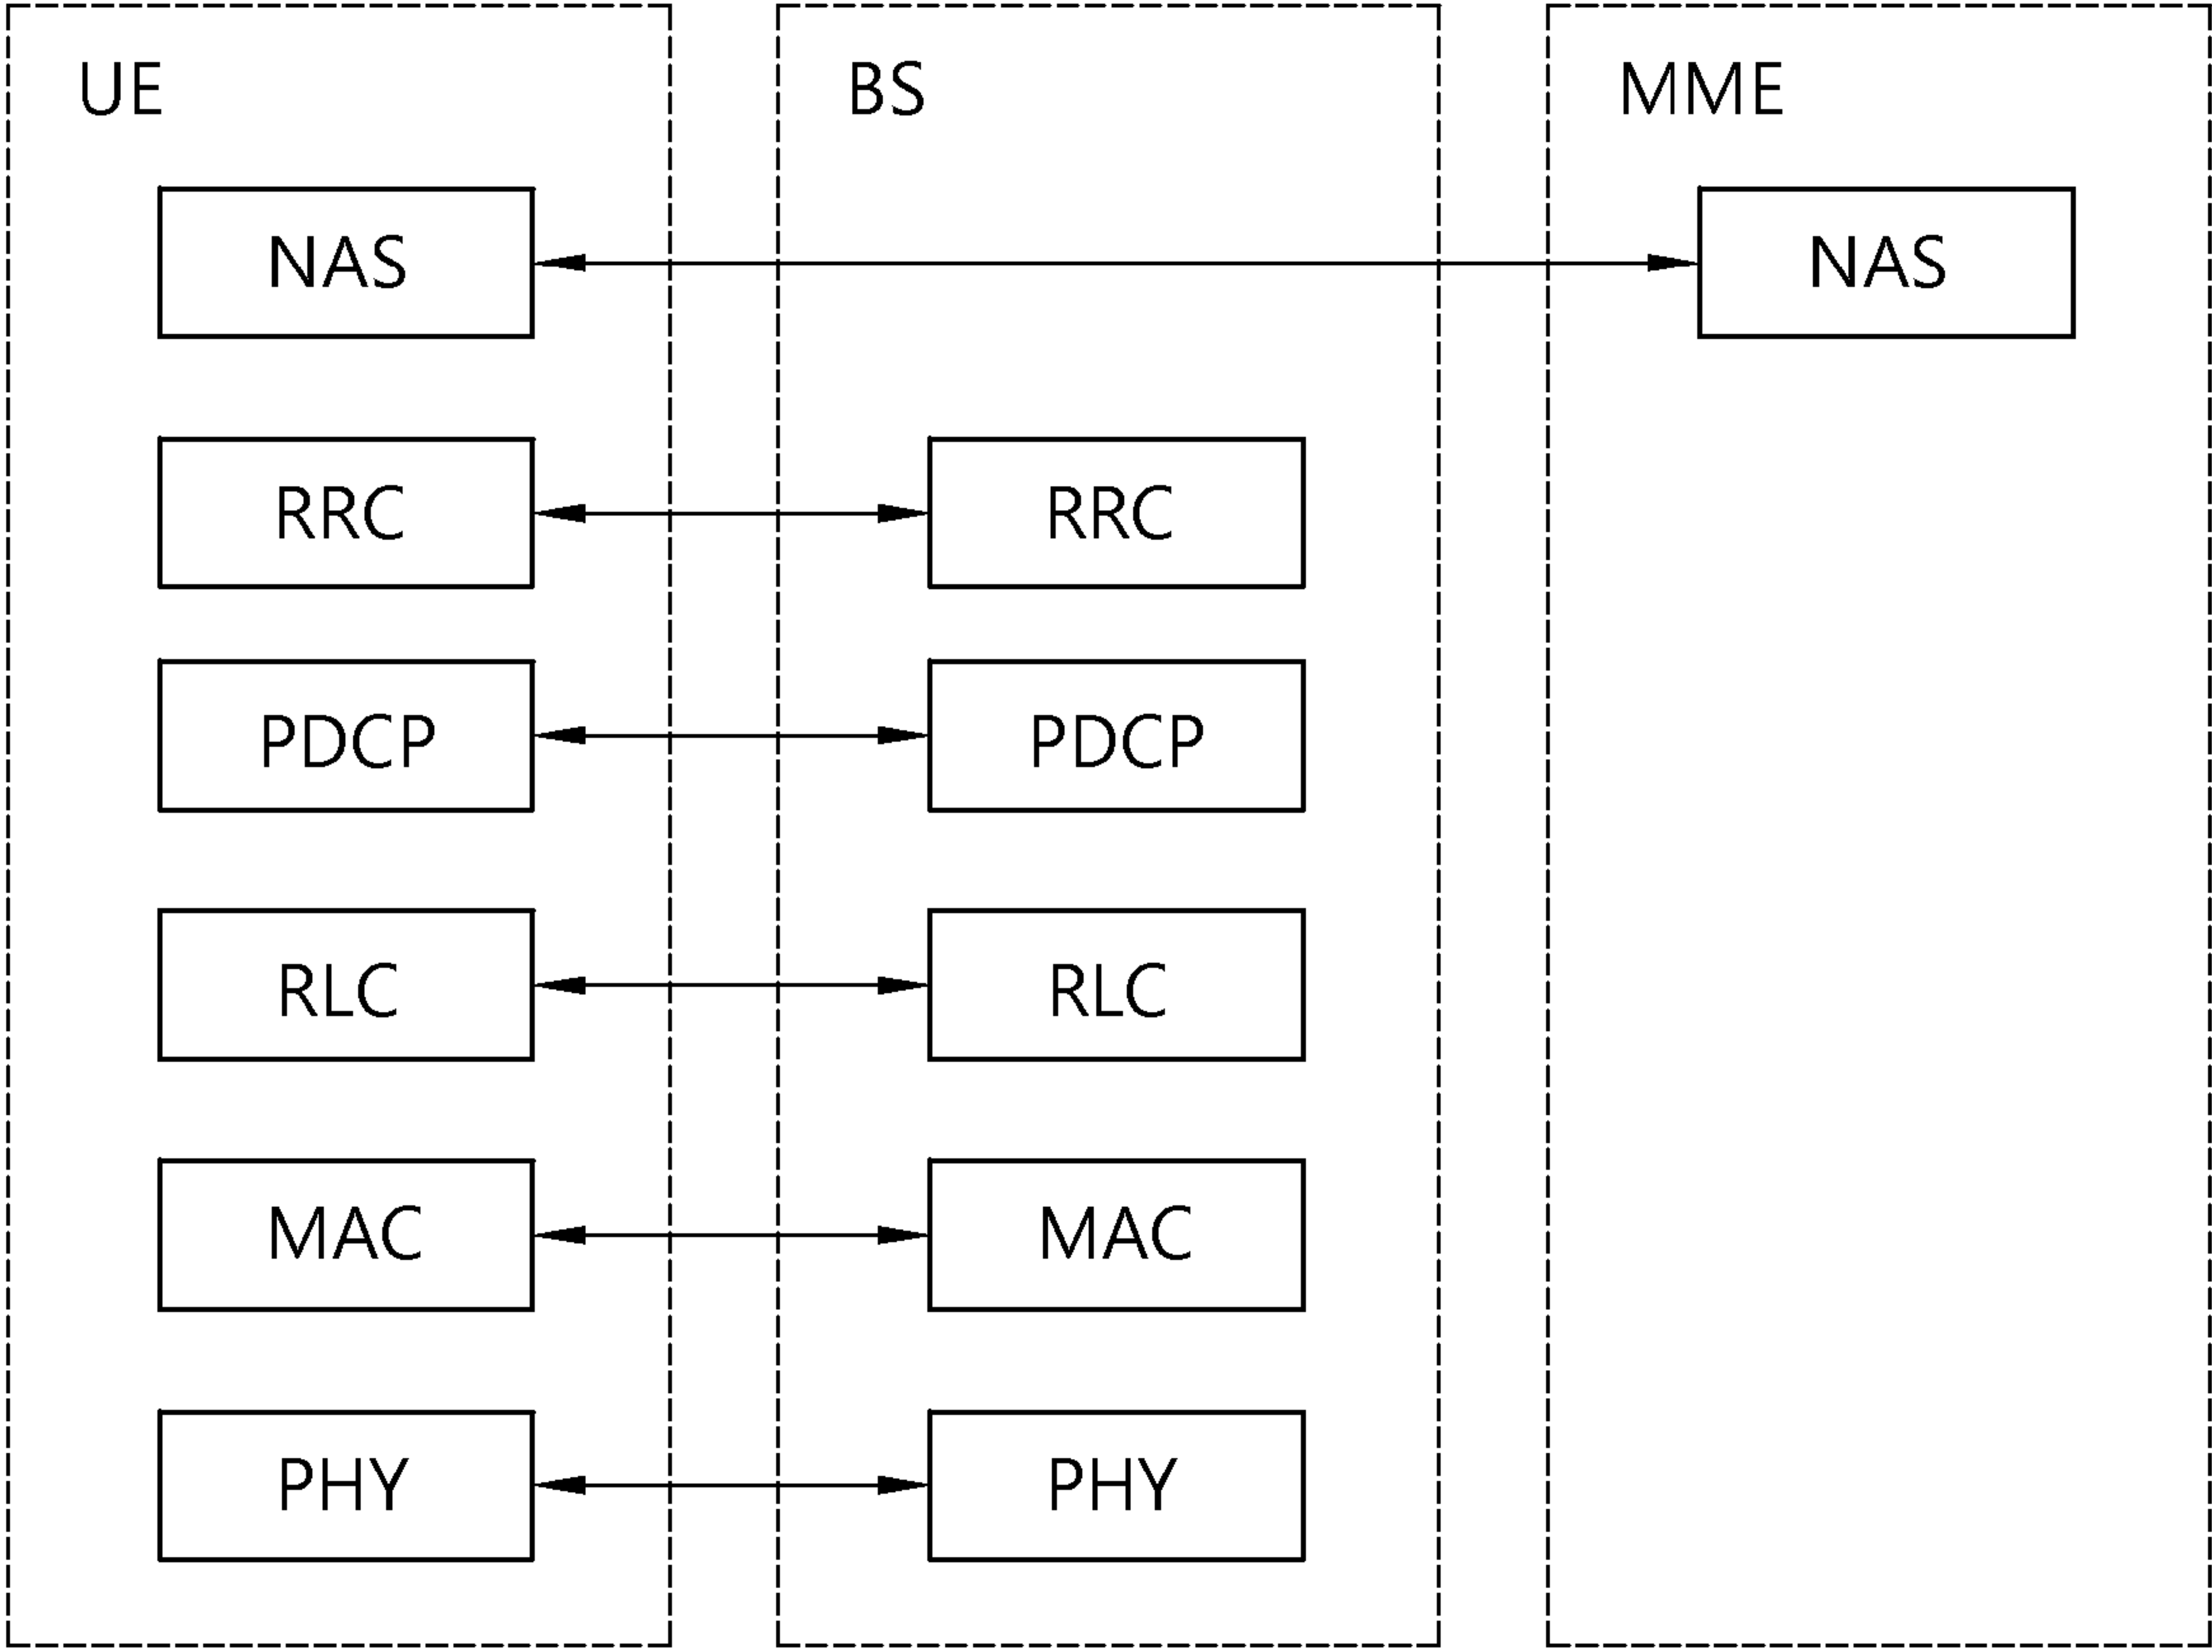 UE BS MME
NAS NAS
RRC RRC
PDCP PDCP
RLC RLC
MAC MAC
PHY PHY